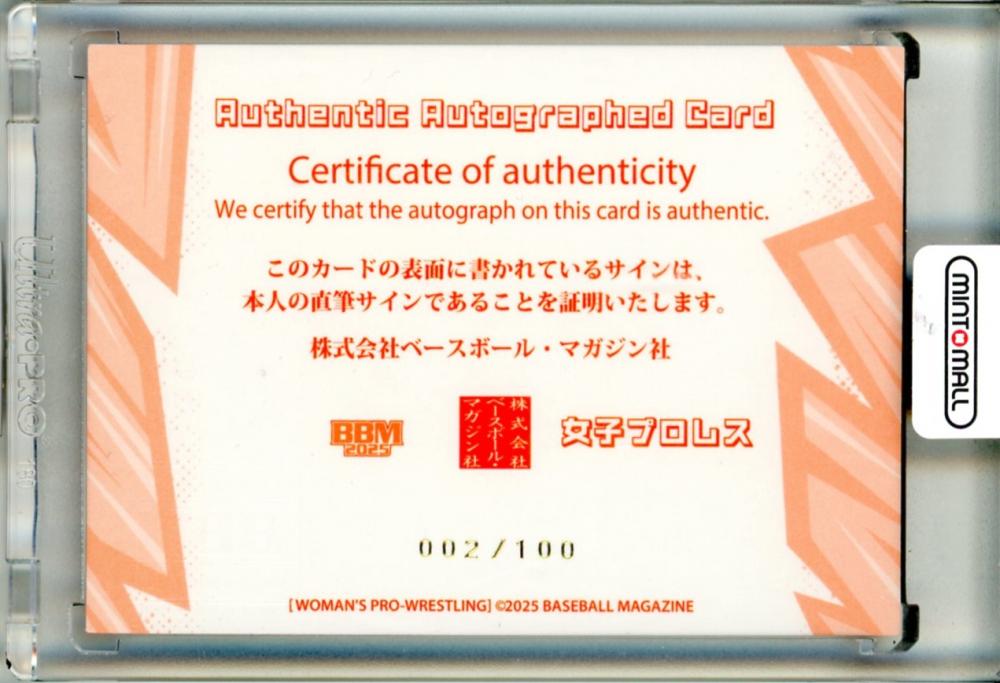 Authentic Autographed Card
Certificate of authenticity
We certify that the autograph on this card is authentic.
このカードの表面に書かれているサインは、
本人の直筆サインであることを証明いたします。
株式会社ベースボール・マガジン社
BBM
2025
株式会社
ベースボール・
マガジン社
女子プロレス
002/100
[WOMAN'S PRO-WRESTLING] ©2025 BASEBALL MAGAZINE
Ultra•PRO®
MINT MALL